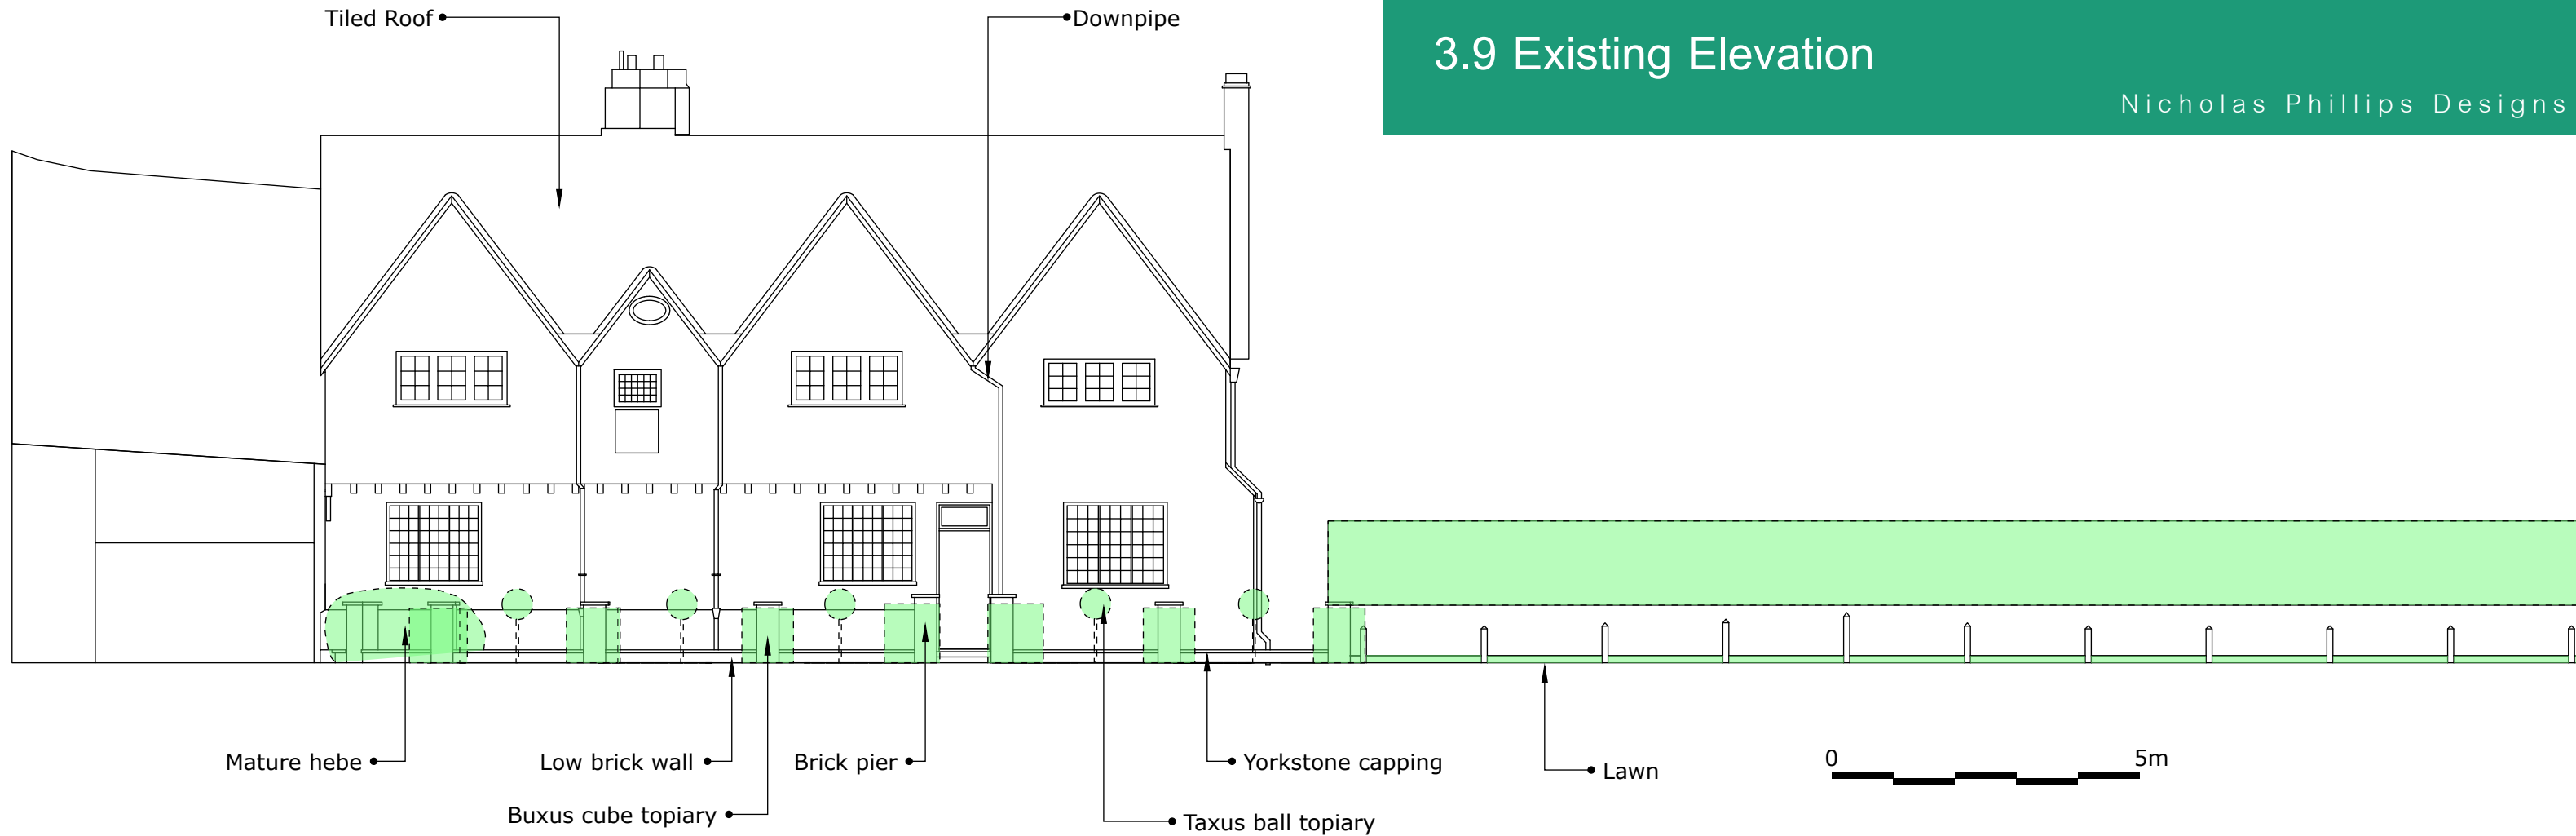 Tiled Roof
Downpipe
3.9 Existing Elevation
Nicholas Phillips Designs
Mature hebe
Low brick wall
Brick pier
Yorkstone capping
Lawn
0
5m
Buxus cube topiary
Taxus ball topiary